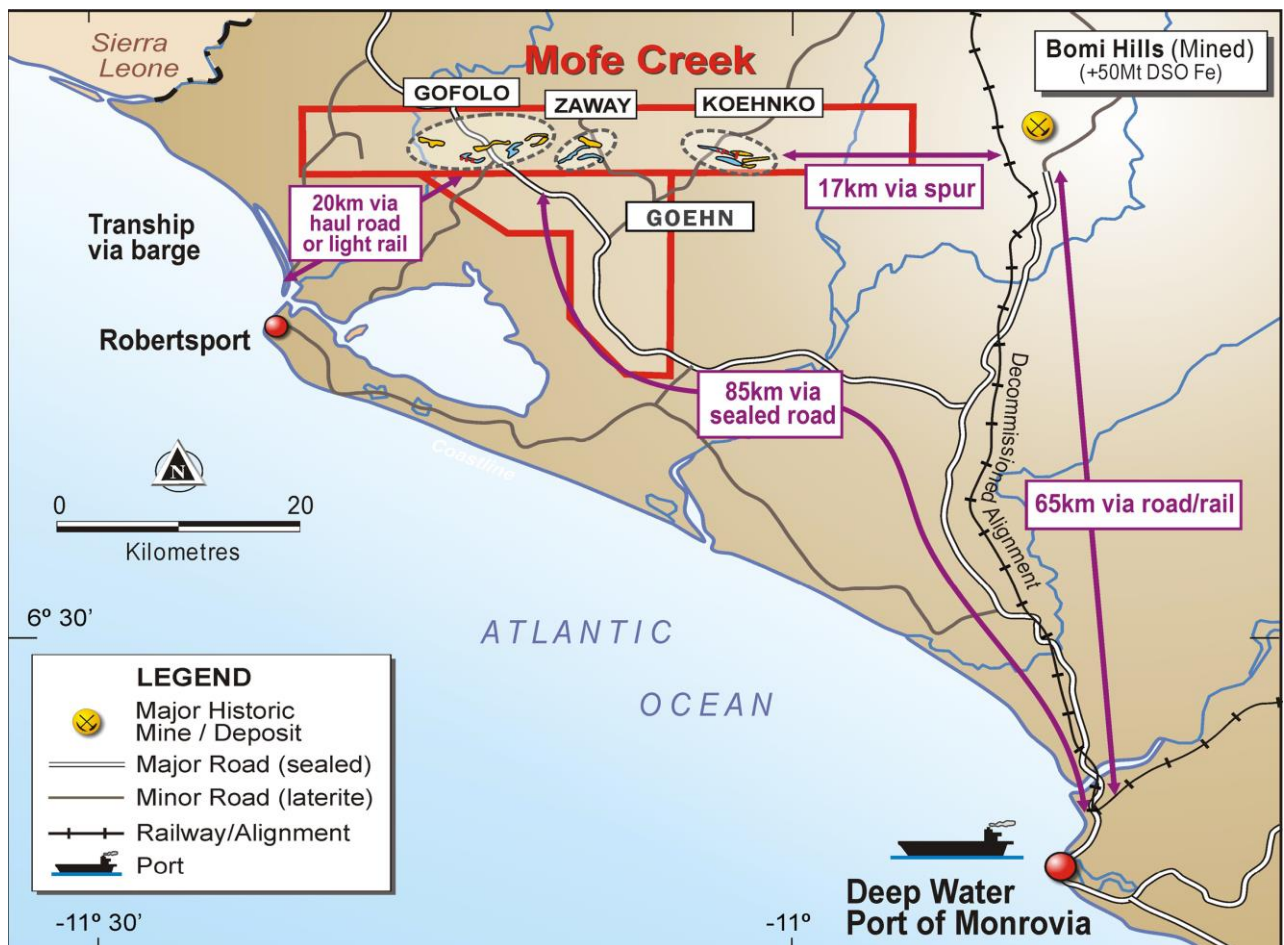 Sierra
Leone
Mofe Creek
GOFOLO
ZAWAY
KOEHNKO
Bomi Hills (Mined)
(+50Mt DSO Fe)
17km via spur
20km via
haul road
or light rail
GOEHN
Tranship
via barge
Robertsport
85km via
sealed road
Decommissioned Alignment
65km via road/rail
Coastline
N
0 20
Kilometres
6º 30’
ATLANTIC
OCEAN
LEGEND
Major Historic
Mine / Deposit
Major Road (sealed)
Minor Road (laterite)
Railway/Alignment
Port
Deep Water
Port of Monrovia
-11º 30’
-11º